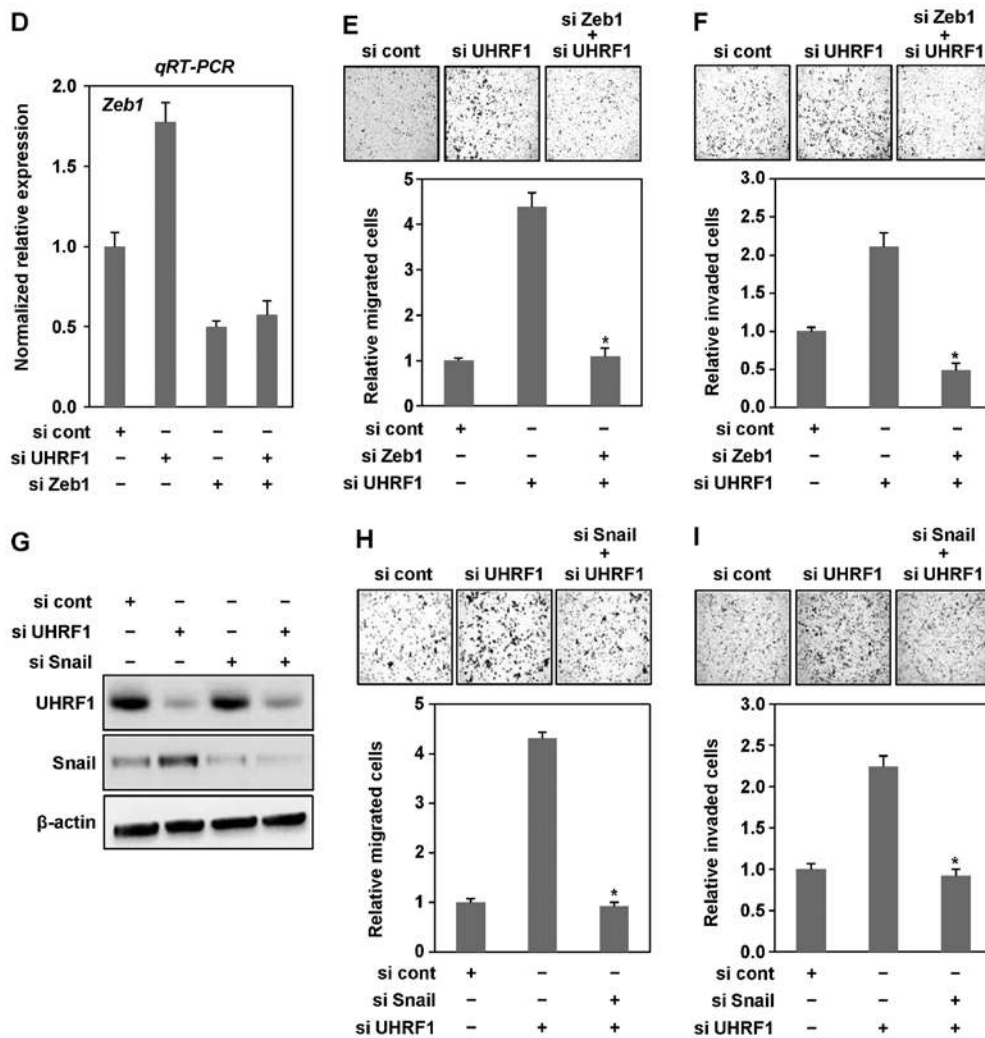 D
qRT-PCR
Zeb1
Normalized relative expression
2.0
1.5
1.0
0.5
0.0
si cont + – – –
si UHRF1 – + – +
si Zeb1 – – + +
E
si cont
si UHRF1
si Zeb1
+
si UHRF1
Relative migrated cells
5
4
3
2
1
0
*
si cont + – –
si Zeb1 – – +
si UHRF1 – + +
F
si cont
si UHRF1
si Zeb1
+
si UHRF1
Relative invaded cells
3.0
2.5
2.0
1.5
1.0
0.5
0.0
*
si cont + – –
si Zeb1 – – +
si UHRF1 – + +
G
si cont + – – –
si UHRF1 – + – +
si Snail – – + +
UHRF1
Snail
β-actin
H
si cont
si UHRF1
si Snail
+
si UHRF1
Relative migrated cells
5
4
3
2
1
0
*
si cont + – –
si Snail – – +
si UHRF1 – + +
I
si cont
si UHRF1
si Snail
+
si UHRF1
Relative invaded cells
3.0
2.5
2.0
1.5
1.0
0.5
0.0
*
si cont + – –
si Snail – – +
si UHRF1 – + +